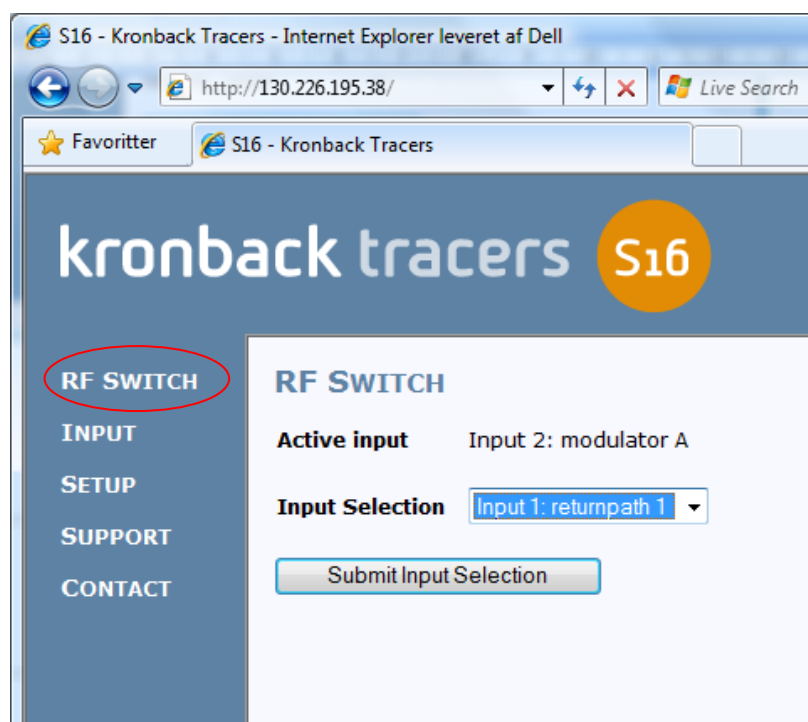 S16 - Kronback Tracers - Internet Explorer leveret af Dell
http://130.226.195.38/
Live Search
Favoritter
S16 - Kronback Tracers
kronback tracers S16
RF SWITCH
INPUT
SETUP
SUPPORT
CONTACT
RF SWITCH
Active input Input 2: modulator A
Input Selection Input 1: returnpath 1
Submit Input Selection